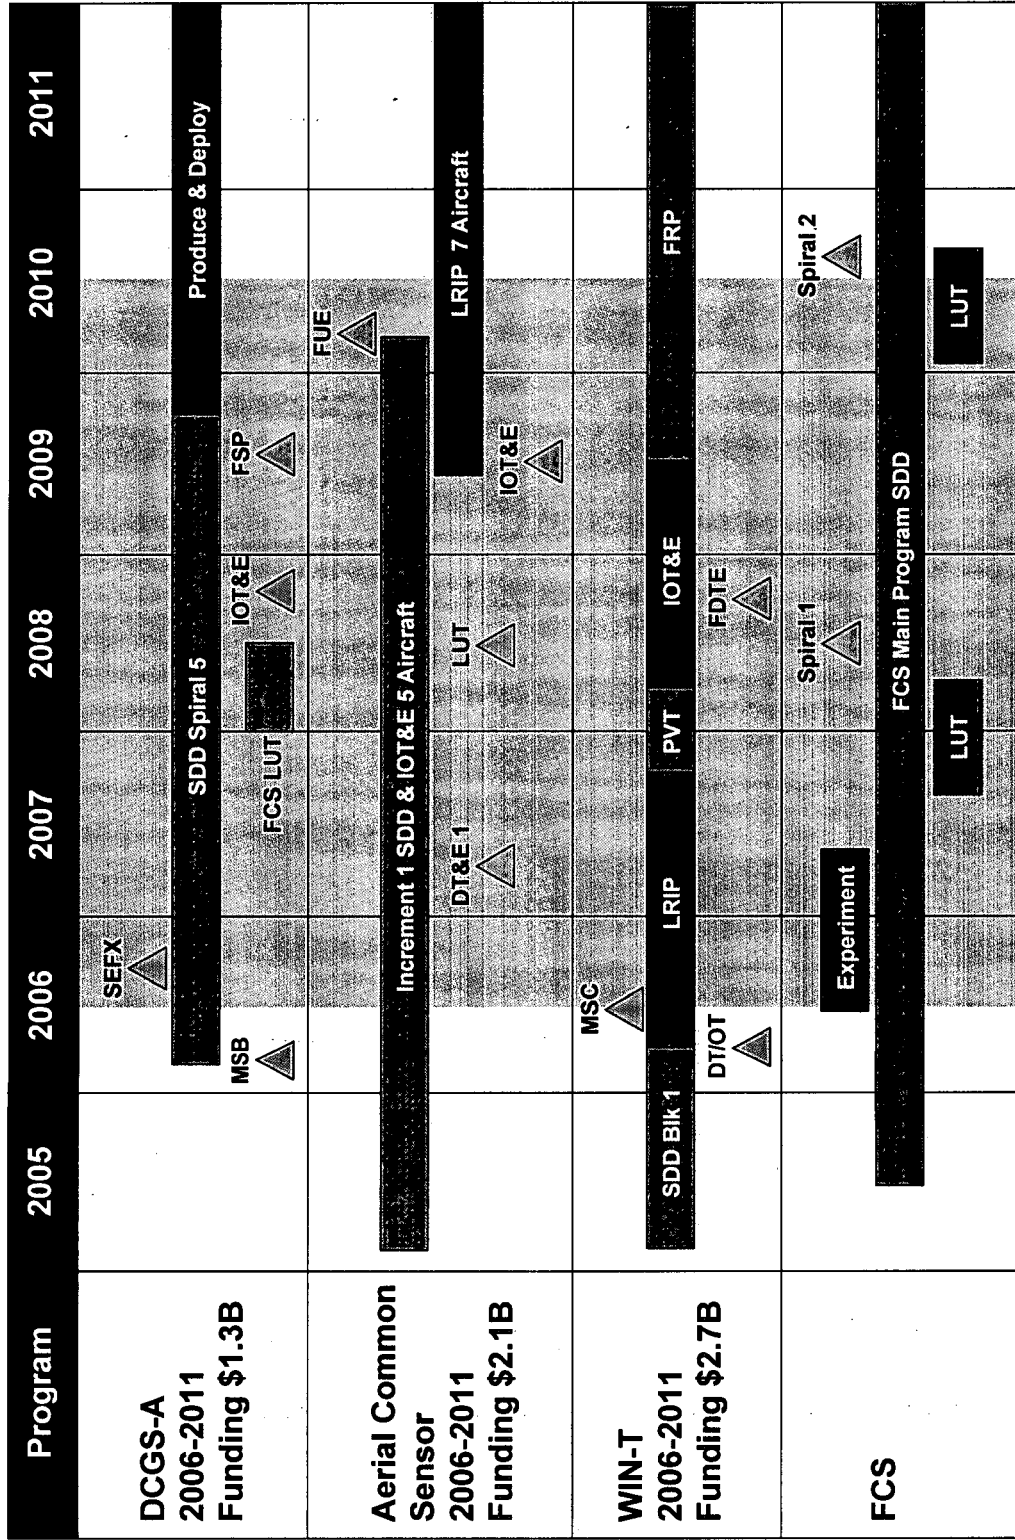 Program 2005 2006 2007 2008 2009 2010 2011
DCGS-A
2006-2011
Funding $1.3B
SEFX
SDD Spiral 5
Produce & Deploy
MSB
FCS LUT
IOT&E
FSP
Aerial Common
Sensor
2006-2011
Funding $2.1B
FUE
Increment 1 SDD & IOT&E 5 Aircraft
DT&E 1
LUT
LRIP 7 Aircraft
IOT&E
WIN-T
2006-2011
Funding $2.7B
MSC
SDD Blk 1
LRIP
PVT
IOT&E
FRP
DT/OT
FDTE
FCS
Experiment
Spiral 1
Spiral 2
FCS Main Program SDD
LUT
LUT